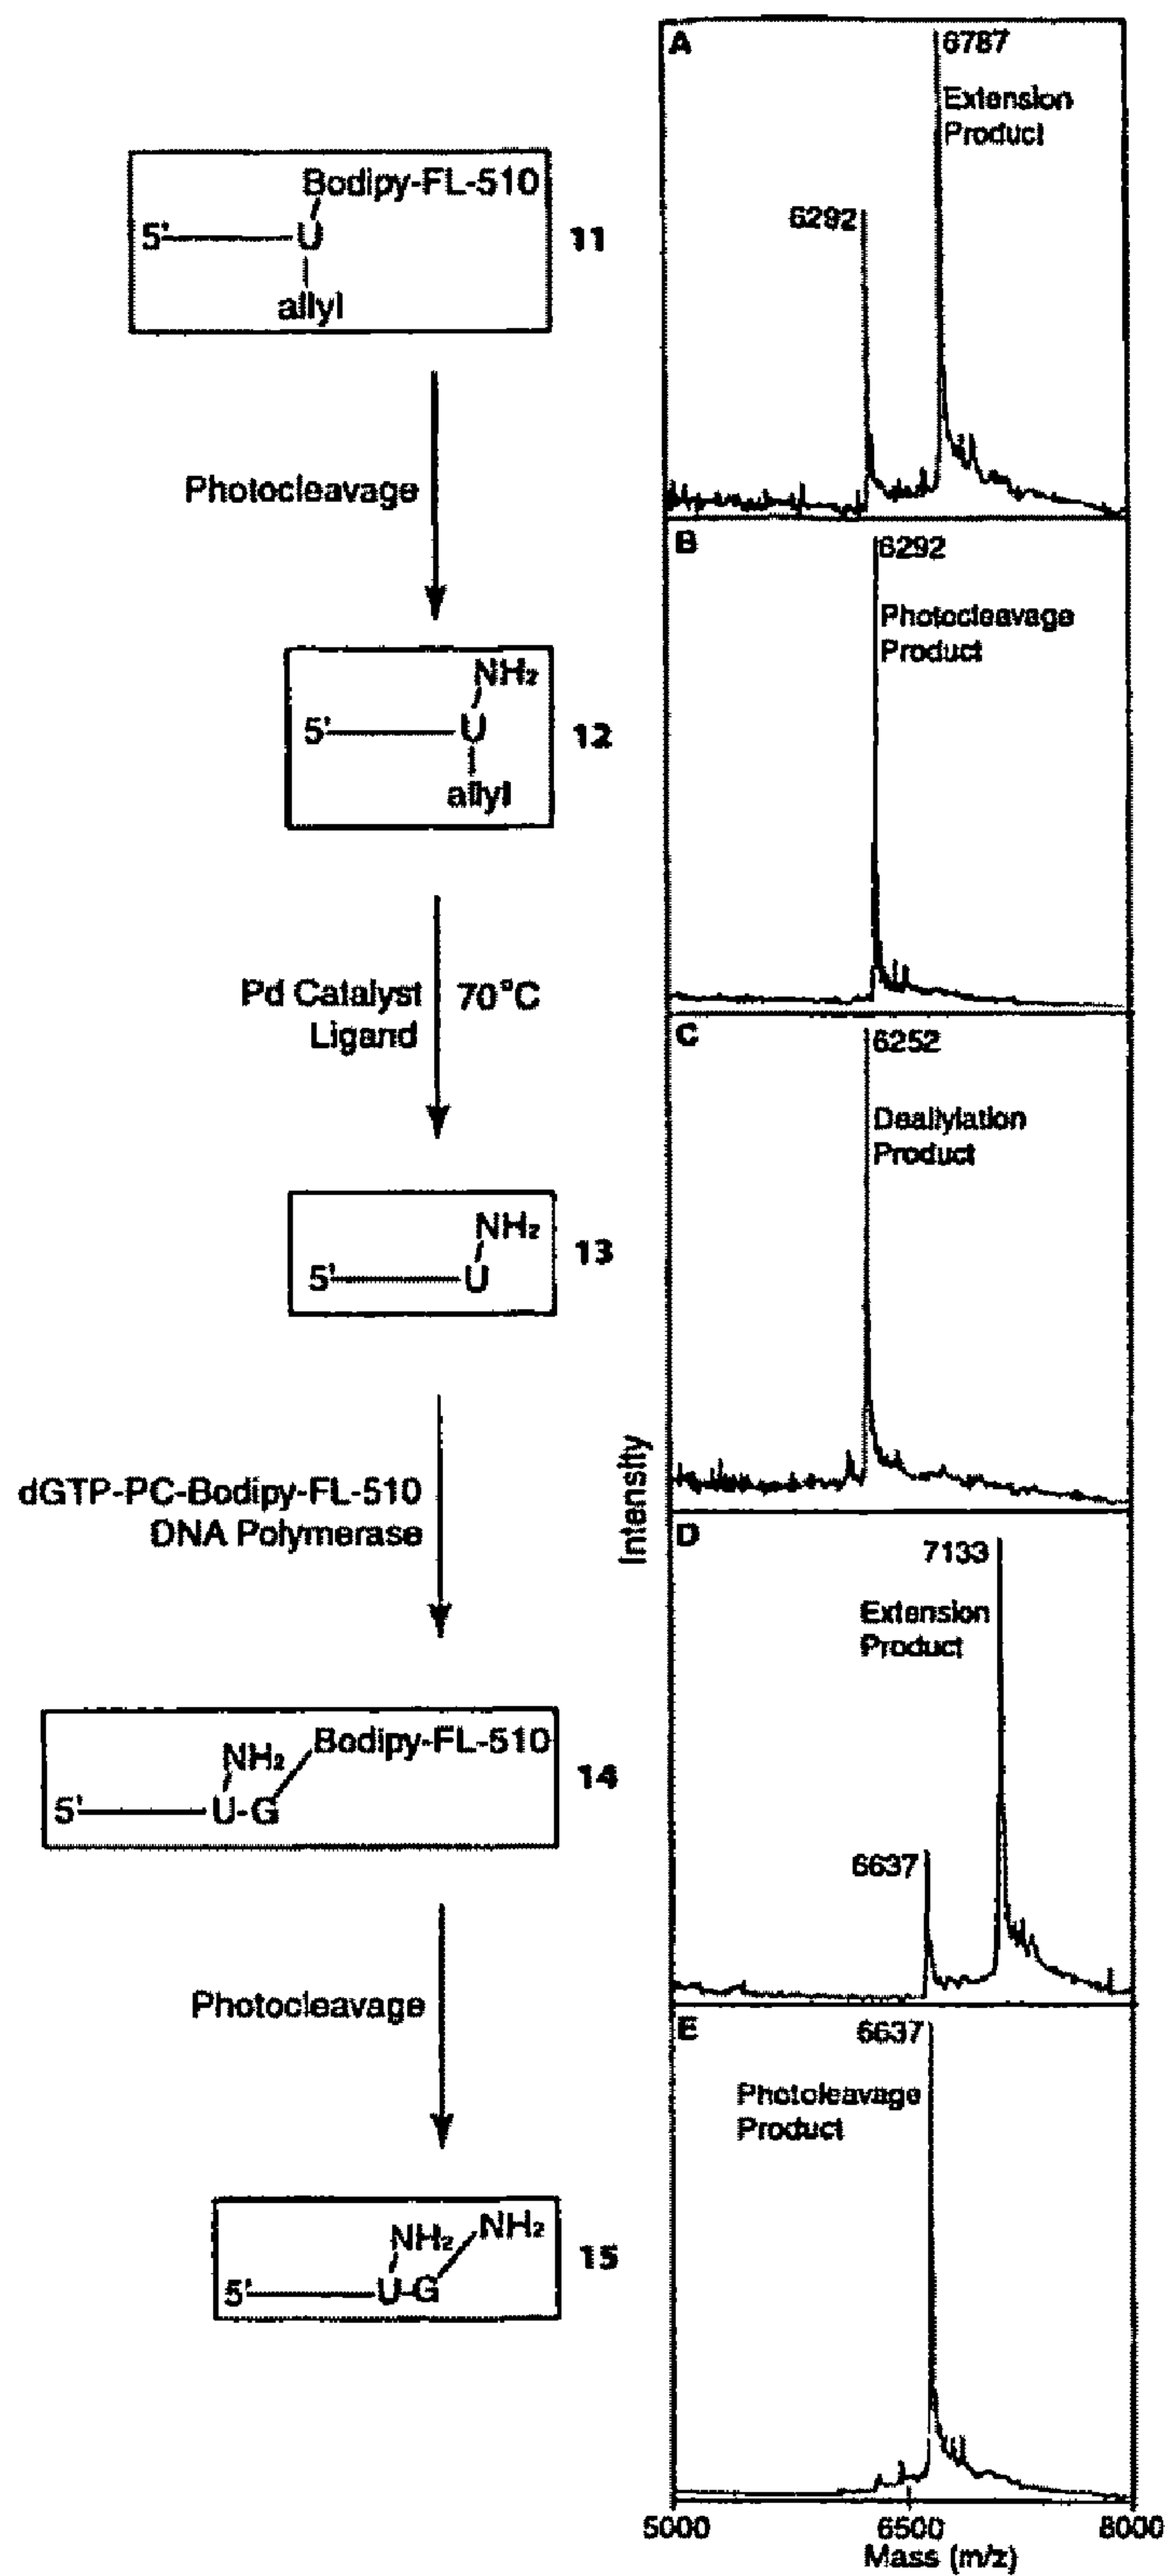 Bodipy-FL-510
5'
U
allyl
11
Photocleavage
NH₂
5'
U
allyl
12
Pd Catalyst
Ligand
70°C
NH₂
5'
U
13
dGTP-PC-Bodipy-FL-510
DNA Polymerase
NH₂
Bodipy-FL-510
5'
U-G
14
Photocleavage
NH₂
NH₂
5'
U-G
15
A
6787
Extension
Product
6292
B
6292
Photocleavage
Product
C
6252
Deallylation
Product
Intensity
D
7133
Extension
Product
6637
E
6637
Photoleavage
Product
5000
6500
8000
Mass (m/z)